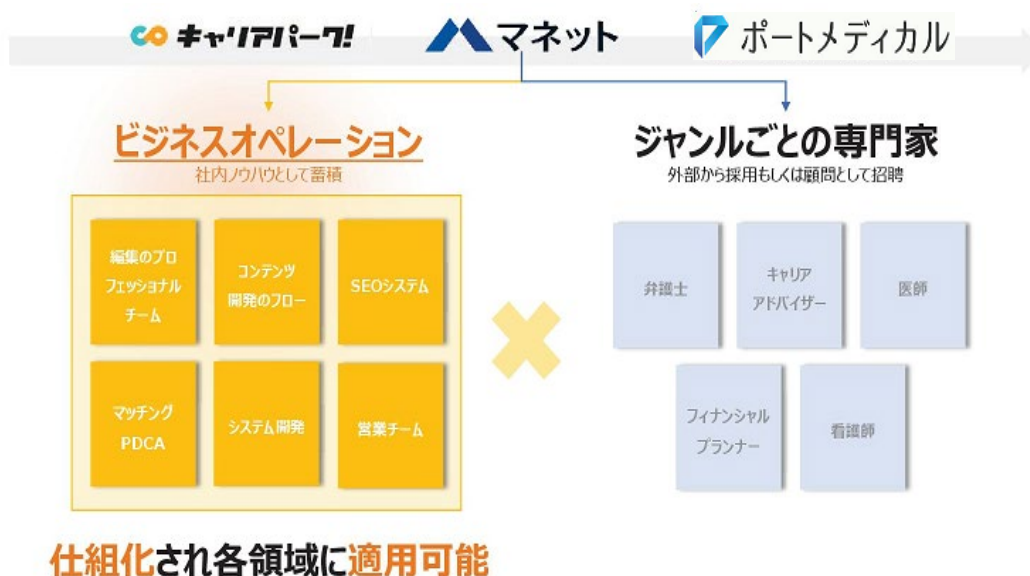 キャリアパーク!
マネット
ポートメディカル
ビジネスオペレーション
社内ノウハウとして蓄積
編集のプロ
フェッショナル
チーム
コンテンツ
開発のフロー
SEOシステム
マッチング
PDCA
システム開発
営業チーム
仕組化され各領域に適用可能
ジャンルごとの専門家
外部から採用もしくは顧問として招聘
弁護士
キャリア
アドバイザー
医師
フィナンシャル
プランナー
看護師